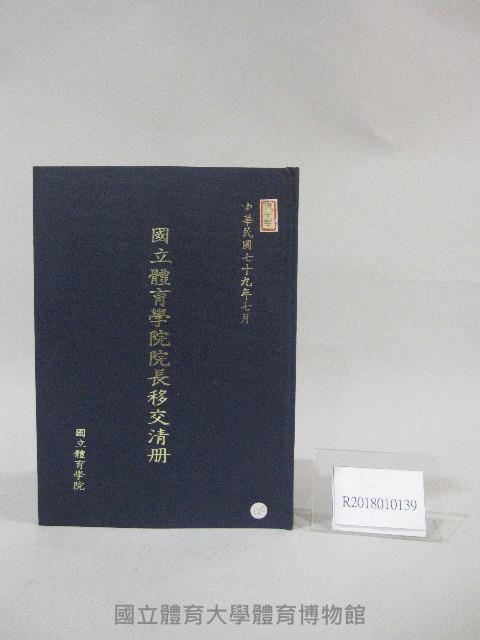 中華民國七十九年七月
國立體育學院院長移交清册
國立體育學院
R2018010139
國立體育大學體育博物館